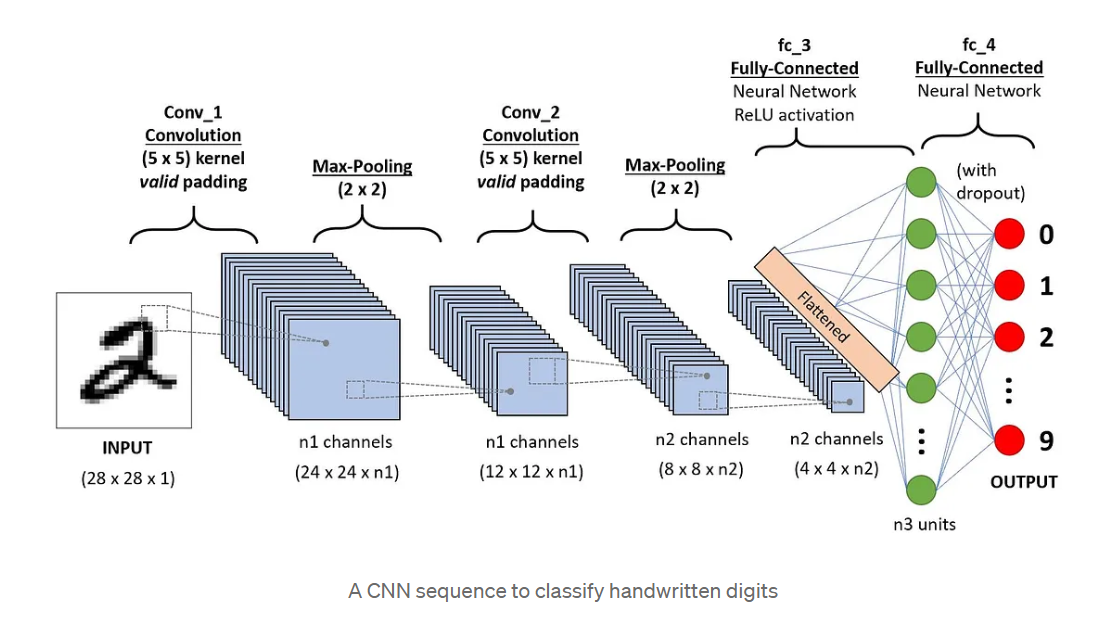 Conv_1
Convolution
(5 x 5) kernel
valid padding
Max-Pooling
(2 x 2)
Conv_2
Convolution
(5 x 5) kernel
valid padding
Max-Pooling
(2 x 2)
fc_3
Fully-Connected
Neural Network
ReLU activation
fc_4
Fully-Connected
Neural Network
(with
dropout)
2
Flattened
0
1
2
9
OUTPUT
INPUT
(28 x 28 x 1)
n1 channels
(24 x 24 x n1)
n1 channels
(12 x 12 x n1)
n2 channels
(8 x 8 x n2)
n2 channels
(4 x 4 x n2)
n3 units
A CNN sequence to classify handwritten digits